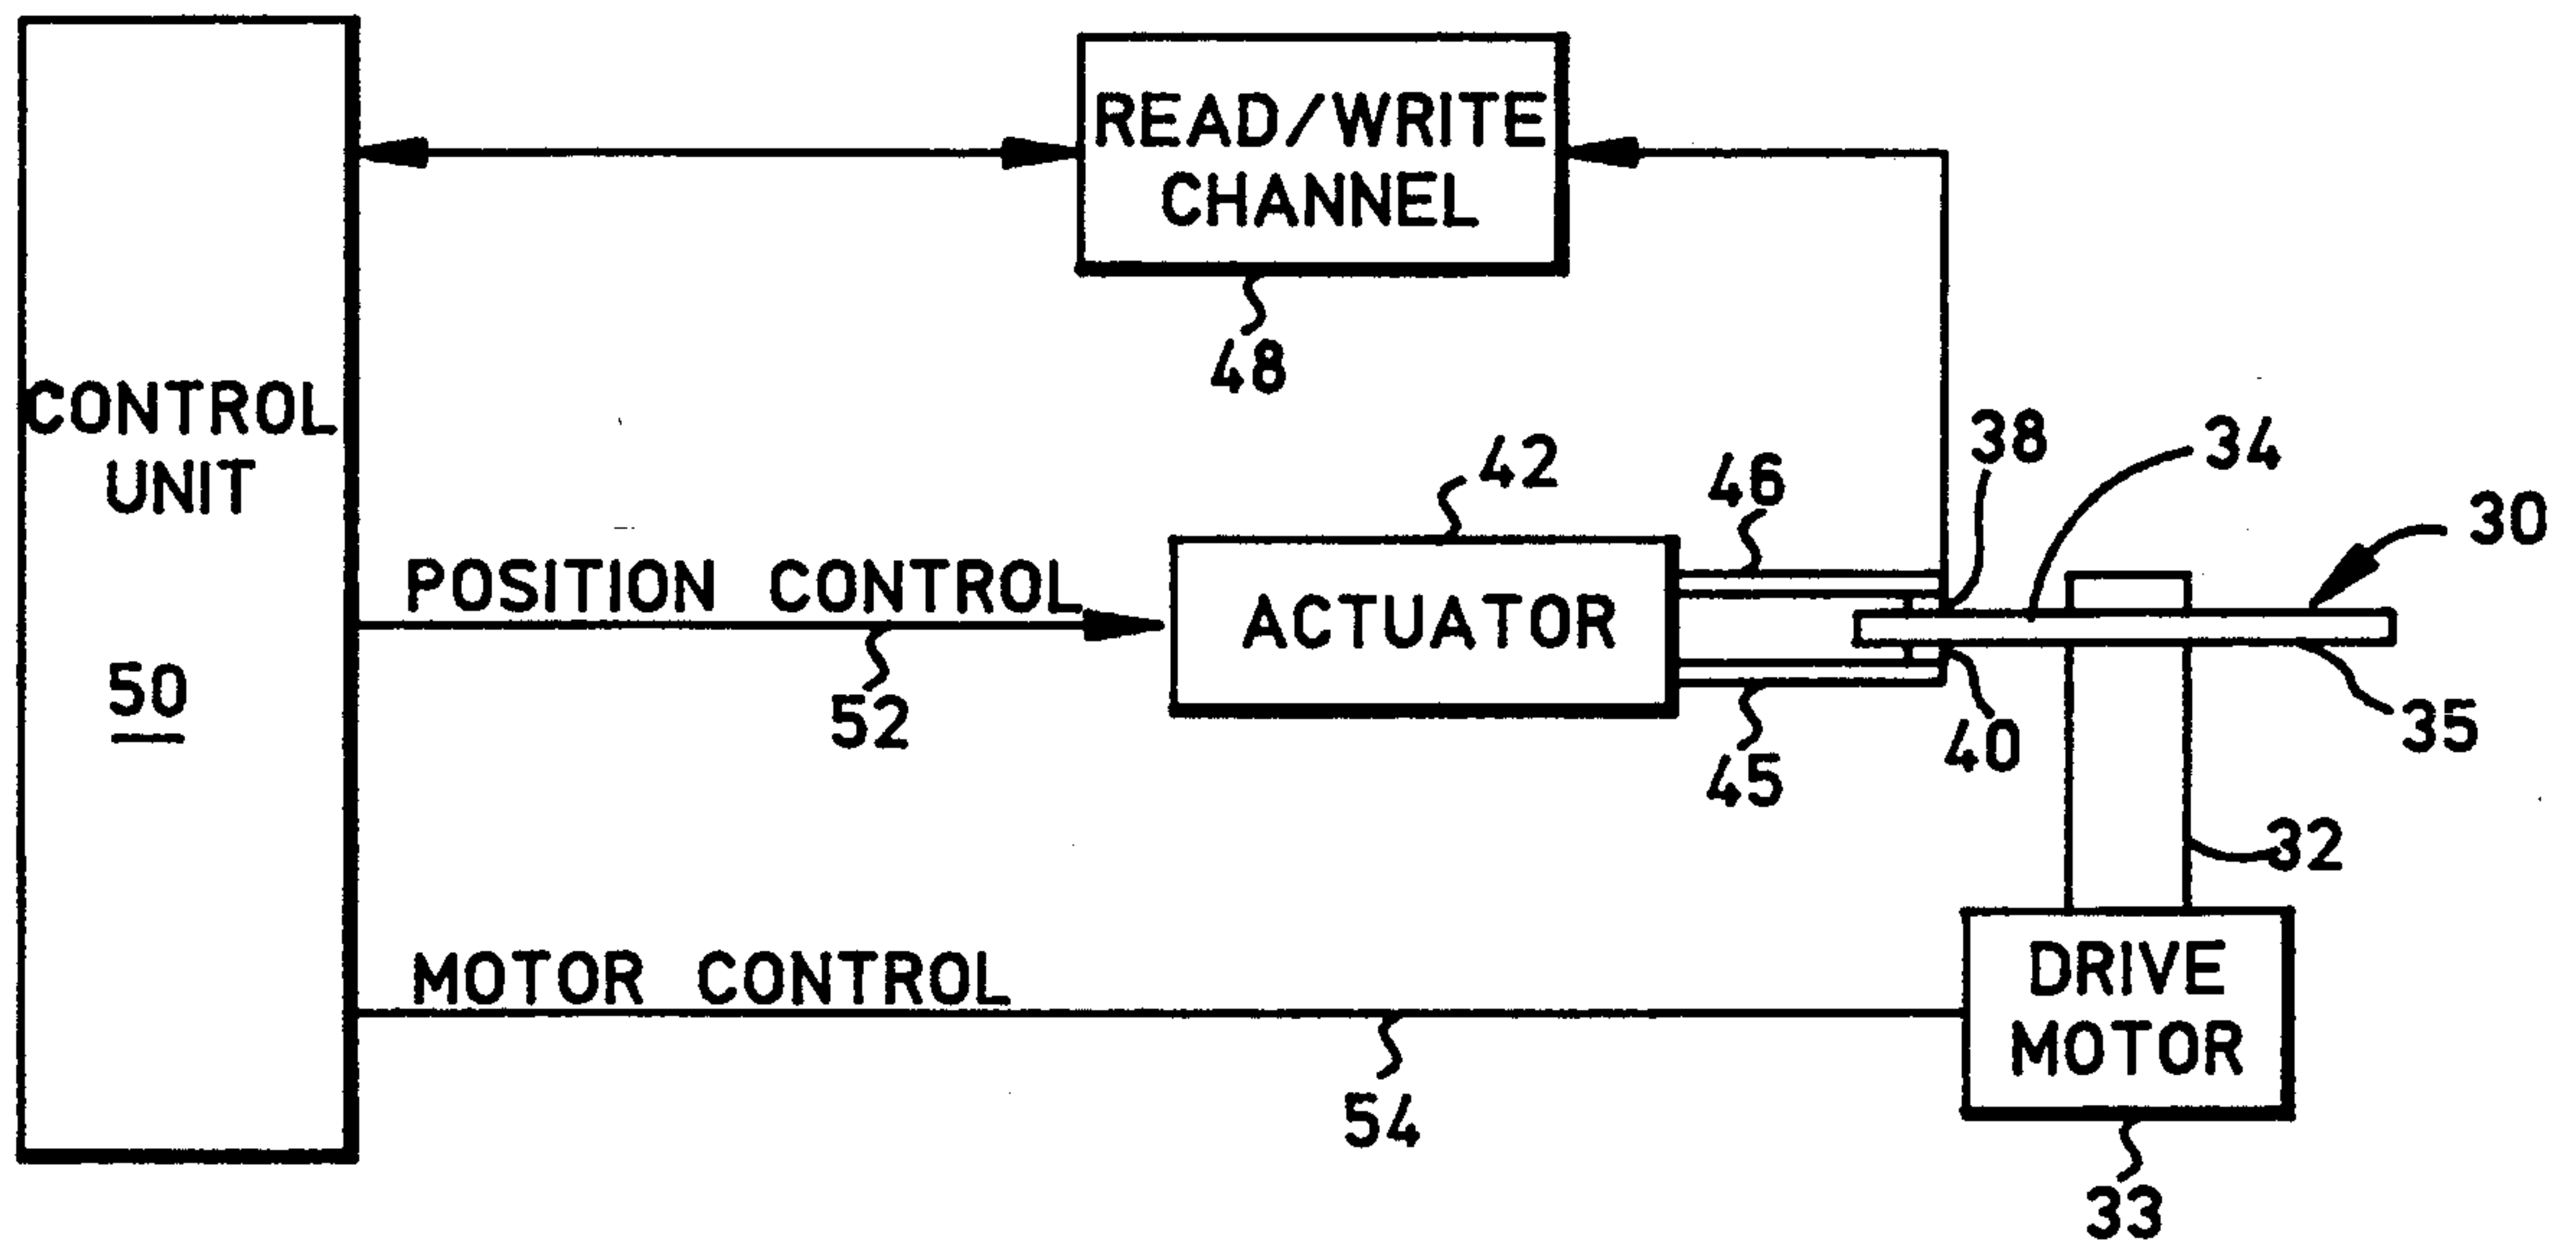 READ/WRITE
CHANNEL
48
CONTROL
UNIT
50
POSITION CONTROL
52
42
ACTUATOR
46
45
38
40
34
30
35
32
MOTOR CONTROL
54
DRIVE
MOTOR
33